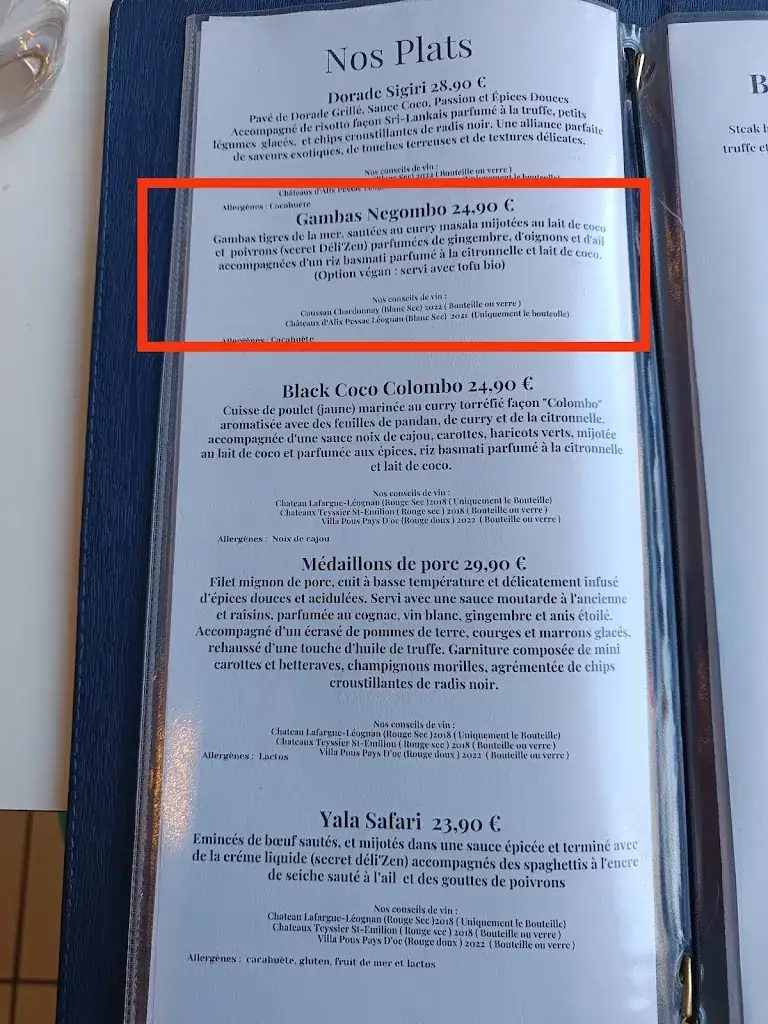 Nos Plats
Dorade Sigiri 28,90 €
Pavé de Dorade Grillé, Sauce Coco, Passion et Épices Douces
Accompagné de risotto façon Sri-Lankais parfumé à la truffe, petits
légumes glacés, et chips croustillantes de radis noir. Une alliance parfaite
de saveurs exotiques, de touches terreuses et de textures délicates,
Nos conseils de vin :
2022 ( Bouteille ou verre )
Châteaux d'Alix Pessac
Allergènes : Cacahuète
Gambas Negombo 24,90 €
Gambas tigres de la mer, sautées au curry masala mijotées au lait de coco
et poivrons (secret Déli'Zen) parfumées de gingembre, d'oignons et d'ail
accompagnées d'un riz basmati parfumé à la citronnelle et lait de coco.
(Option végan : servi avec tofu bio)
Nos conseils de vin :
Coussan Chardonnay (Blanc Sec) 2022 ( Bouteille ou verre )
Châteaux d'Alix Pessac Léognan (Blanc Sec) 2021 (Uniquement le bouteolle)
Allergènes : Cacahuète
Black Coco Colombo 24,90 €
Cuisse de poulet (jaune) marinée au curry torréfié façon "Colombo"
aromatisée avec des feuilles de pandan, de curry et de la citronnelle,
accompagnée d'une sauce noix de cajou, carottes, haricots verts, mijotée
au lait de coco et parfumée aux épices, riz basmati parfumé à la citronnelle
et lait de coco.
Nos conseils de vin :
Chateau Lafargue-Léognan (Rouge Sec )2018 ( Uniquement le Bouteille)
Chateaux Teyssier St-Emilion ( Rouge sec ) 2018 ( Bouteille ou verre )
Villa Pous Pays D'oc (Rouge doux ) 2022 ( Bouteille ou verre )
Allergènes : Noix de cajou
Médaillons de porc 29,90 €
Filet mignon de porc, cuit à basse température et délicatement infusé
d'épices douces et acidulées. Servi avec une sauce moutarde à l'ancienne
et raisins, parfumée au cognac, vin blanc, gingembre et anis étoilé.
Accompagné d'un écrasé de pommes de terre, courges et marrons glacés,
rehaussé d'une touche d'huile de truffe. Garniture composée de mini
carottes et betteraves, champignons morilles, agrémentée de chips
croustillantes de radis noir.
Nos conseils de vin :
Chateau Lafargue-Léognan (Rouge Sec )2018 ( Uniquement le Bouteille)
Chateaux Teyssier St-Emilion ( Rouge sec ) 2018 ( Bouteille ou verre )
Villa Pous Pays D'oc (Rouge doux ) 2022 ( Bouteille ou verre )
Allergènes : Lactos
Yala Safari 23,90 €
Emincés de bœuf sautés, et mijotés dans une sauce épicée et terminé avec
de la créme liquide (secret déli'Zen) accompagnés des spaghettis à l'encre
de seiche sauté à l'ail et des gouttes de poivrons
Nos conseils de vin :
Chateau Lafargue-Léognan (Rouge Sec )2018 ( Uniquement le Bouteille)
Chateaux Teyssier St-Emilion ( Rouge sec ) 2018 ( Bouteille ou verre )
Villa Pous Pays D'oc (Rouge doux ) 2022 ( Bouteille ou verre )
Allergènes : cacahuète, gluten, fruit de mer et lactos
B
Steak
truffe et